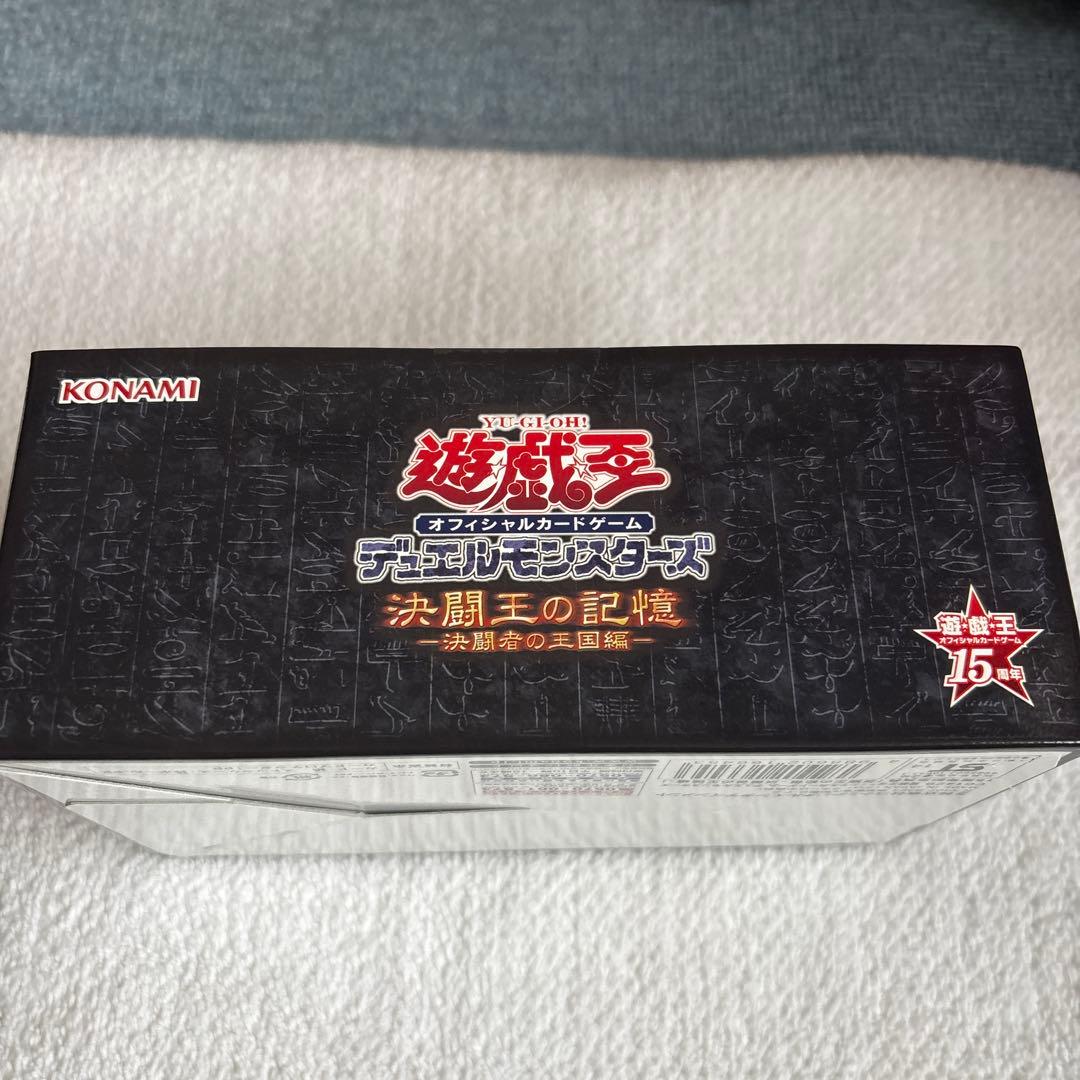 KONAMI
YU-GI-OH!
遊☆戯☆王
オフィシャルカードゲーム
デュエルモンスターズ
決闘王の記憶
−決闘者の王国編−
遊☆戯☆王
オフィシャルカードゲーム
15周年